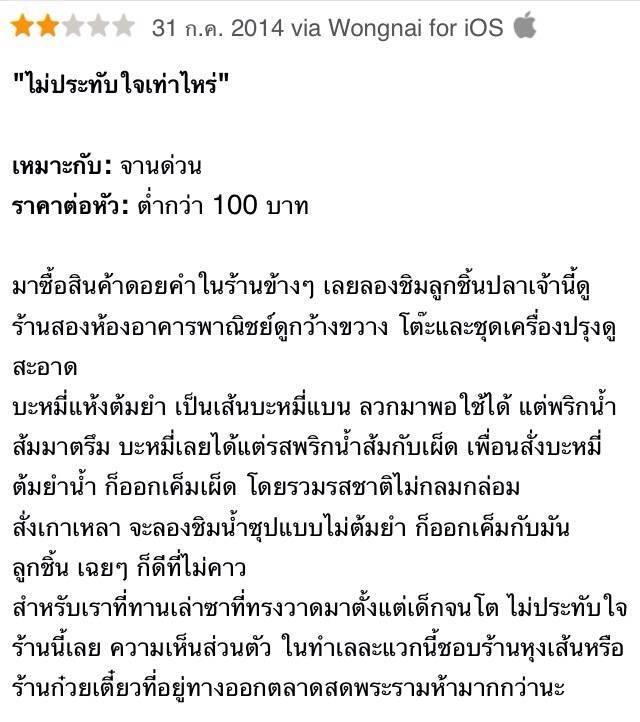 31 ก.ค. 2014 via Wongnai for iOS
"ไม่ประทับใจเท่าไหร่"
เหมาะกับ: จานด่วน
ราคาต่อหัว: ต่ำกว่า 100 บาท
มาซื้อสินค้าดอยคำในร้านข้างๆ เลยลองชิมลูกชิ้นปลาเจ้านี้ดู
ร้านสองห้องอาคารพาณิชย์ดูกว้างขวาง โต๊ะและชุดเครื่องปรุงดู
สะอาด
บะหมี่แห้งต้มยำ เป็นเส้นบะหมี่แบน ลวกมาพอใช้ได้ แต่พริกน้ำ
ส้มมาตรึม บะหมี่เลยได้แต่รสพริกน้ำส้มกับเผ็ด เพื่อนสั่งบะหมี่
ต้มยำน้ำ ก็ออกเค็มเผ็ด โดยรวมรสชาติไม่กลมกล่อม
สั่งเกาเหลา จะลองชิมน้ำซุปแบบไม่ต้มยำ ก็ออกเค็มกับมัน
ลูกชิ้น เฉยๆ ก็ดีที่ไม่คาว
สำหรับเราที่ทานเล่าซาที่ทรงวาดมาตั้งแต่เด็กจนโต ไม่ประทับใจ
ร้านนี้เลย ความเห็นส่วนตัว ในทำเลละแวกนี้ชอบร้านหุงเส้นหรือ
ร้านก๋วยเตี๋ยวที่อยู่ทางออกตลาดสดพระรามห้ามากกว่านะ